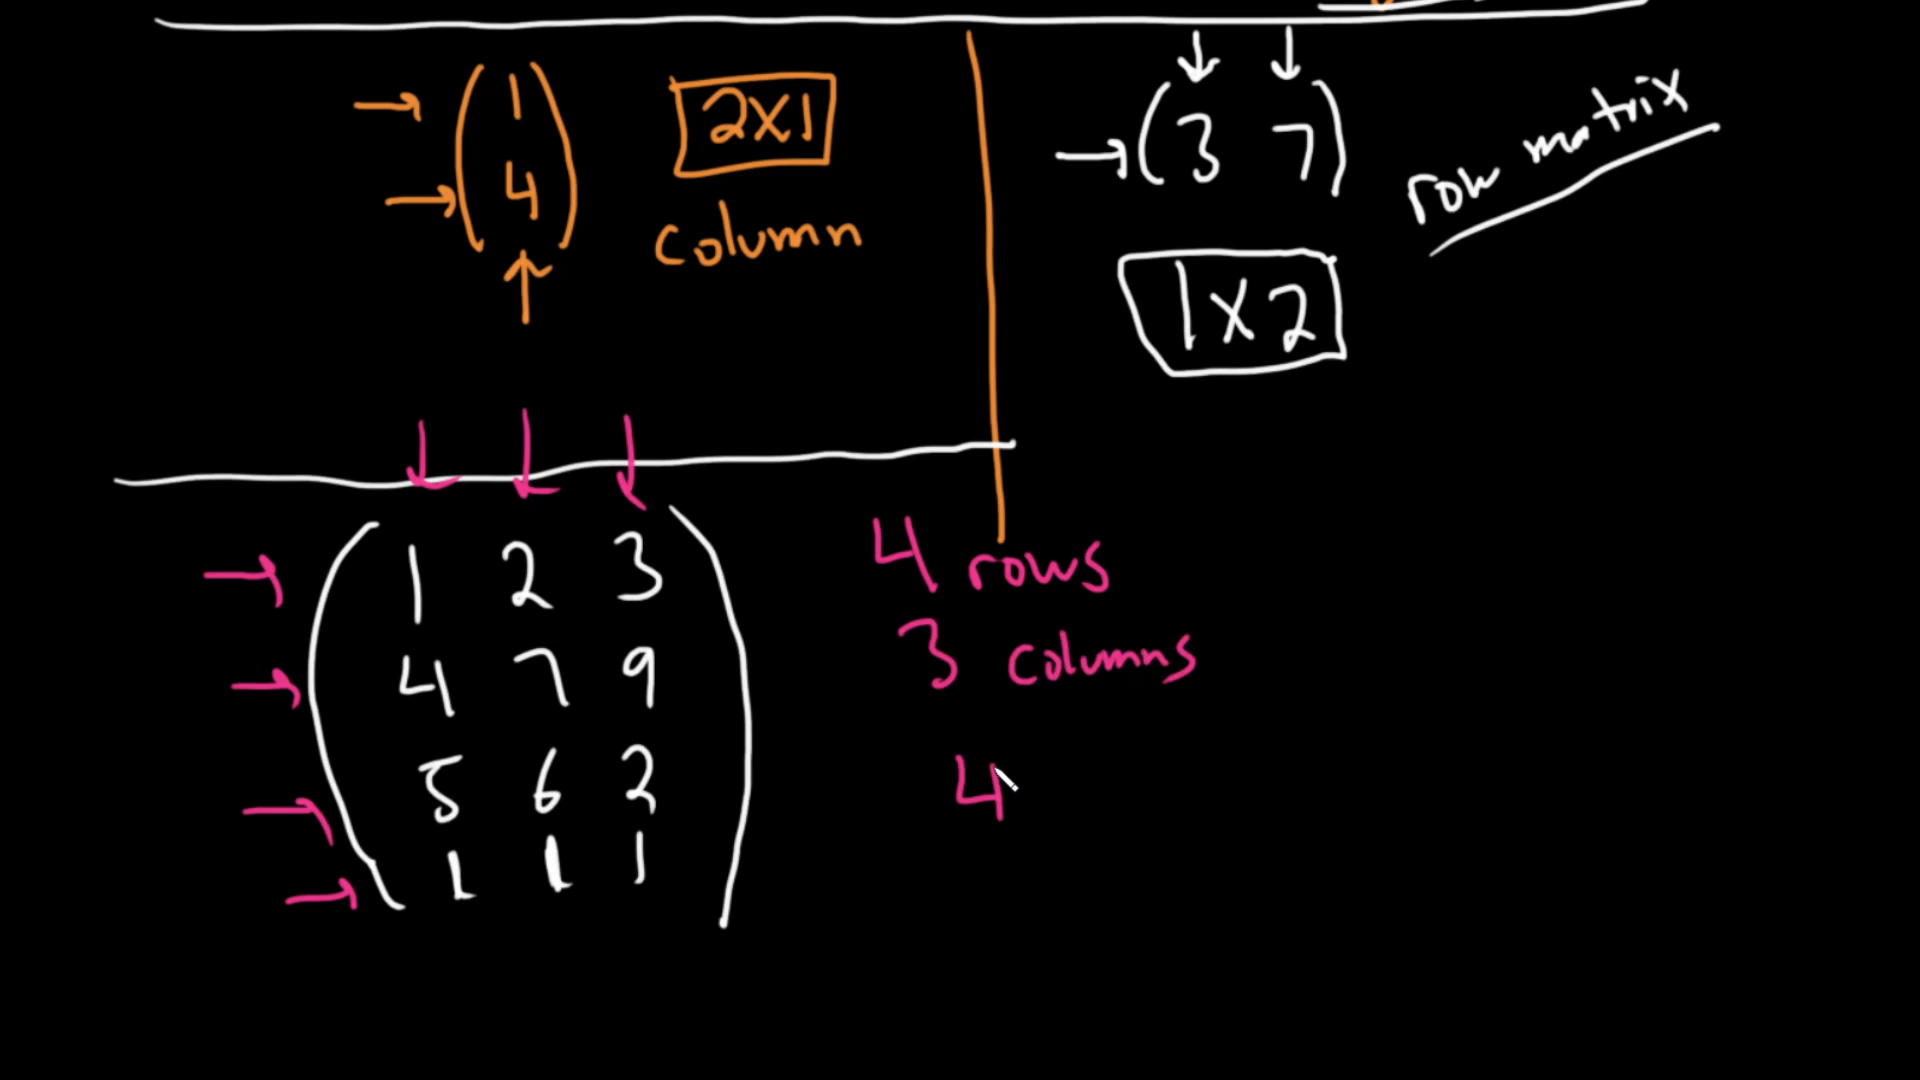 1
4
2x1
column
3 7
row matrix
1x2
1 2 3
4 7 9
5 6 2
1 1 1
4 rows
3 columns
4